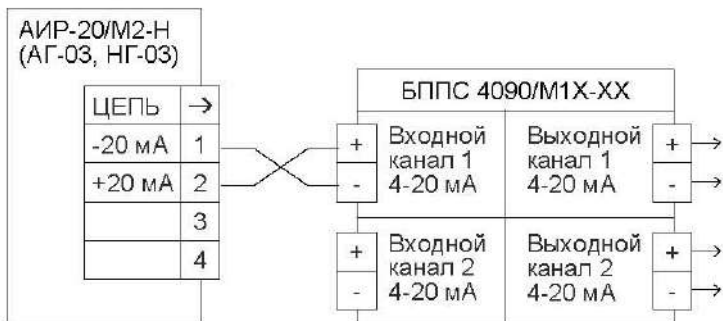 АИР-20/М2-Н
(АГ-03, НГ-03)
ЦЕПЬ →
-20 мА 1
+20 мА 2
3
4
БППС 4090/М1Х-ХХ
+ Входной канал 1 4-20 мА -
Выходной канал 1 4-20 мА + -
+ Входной канал 2 4-20 мА -
Выходной канал 2 4-20 мА + -